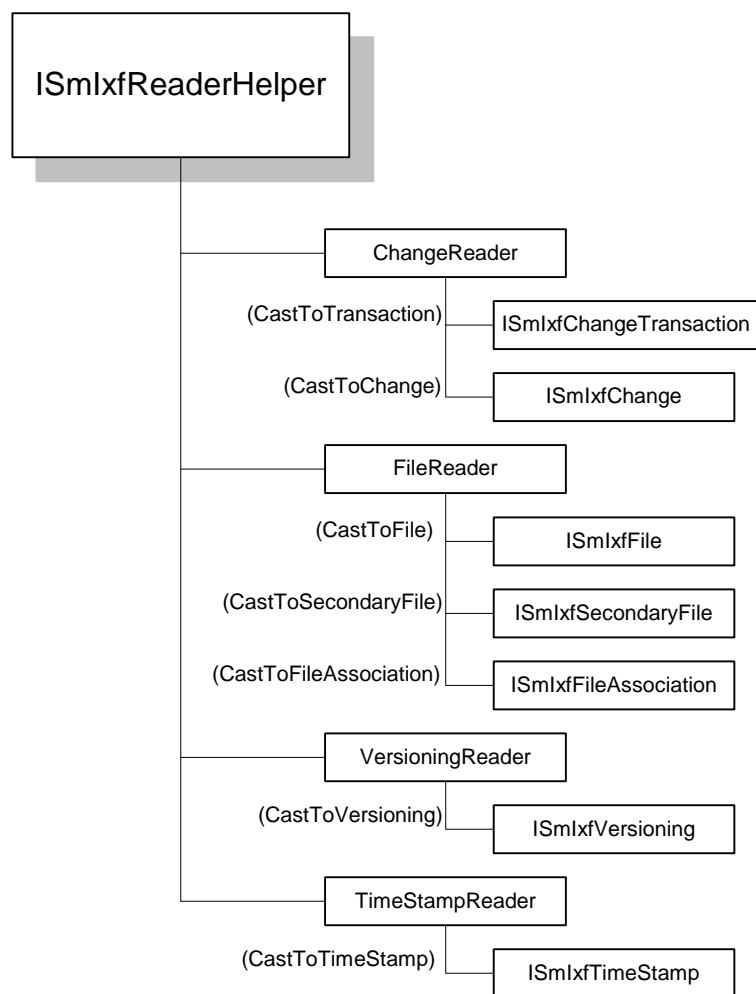 ISmIxfReaderHelper
ChangeReader
(CastToTransaction)
ISmIxfChangeTransaction
(CastToChange)
ISmIxfChange
FileReader
(CastToFile)
ISmIxfFile
(CastToSecondaryFile)
ISmIxfSecondaryFile
(CastToFileAssociation)
ISmIxfFileAssociation
VersioningReader
(CastToVersioning)
ISmIxfVersioning
TimeStampReader
(CastToTimeStamp)
ISmIxfTimeStamp